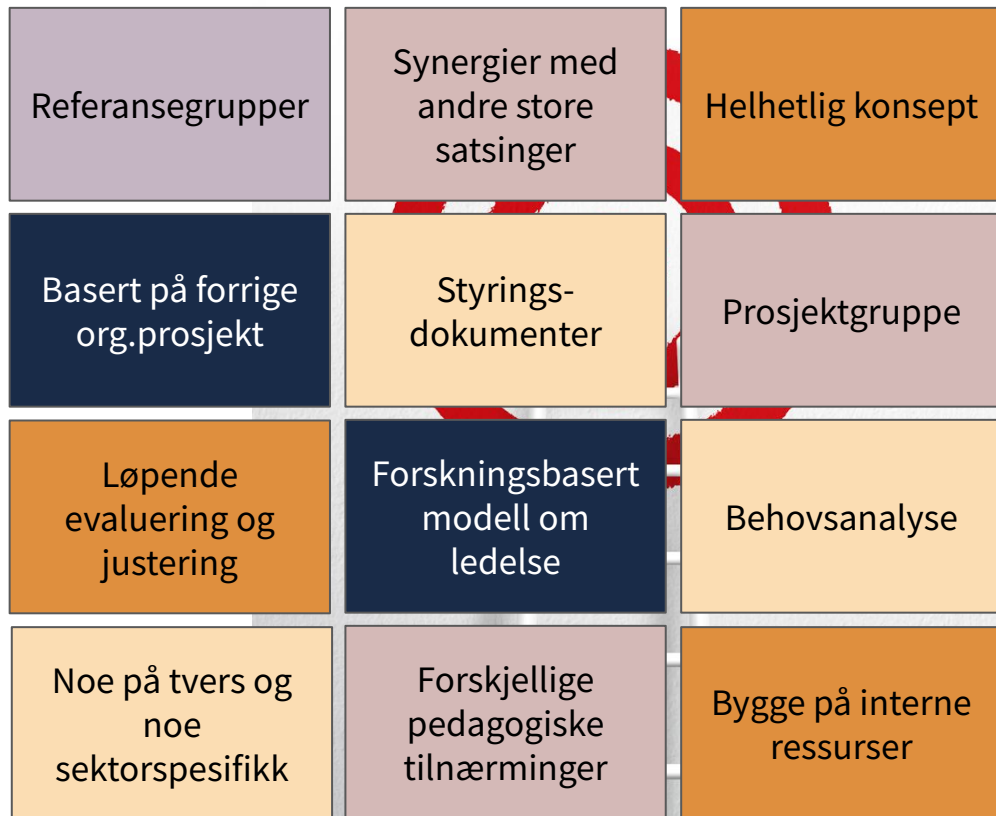 Referansegrupper
Synergier med
andre store
satsinger
Helhetlig konsept
Basert på forrige
org.prosjekt
Styrings-
dokumenter
Prosjektgruppe
Løpende
evaluering og
justering
Forskningsbasert
modell om
ledelse
Behovsanalyse
Noe på tvers og
noe
sektorspesifikk
Forskjellige
pedagogiske
tilnærminger
Bygge på interne
ressurser